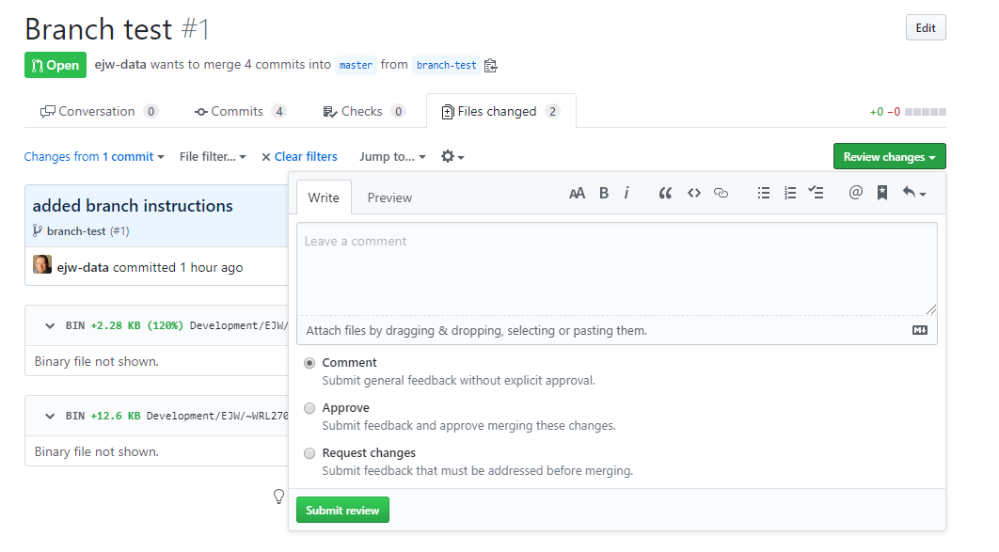 Branch test #1
Edit
Open ejw-data wants to merge 4 commits into master from branch-test
Conversation 0 Commits 4 Checks 0 Files changed 2 +0 −0
Changes from 1 commit File filter... × Clear filters Jump to... Review changes
Write Preview AA B i
added branch instructions
branch-test (#1)
ejw-data committed 1 hour ago
Leave a comment
Attach files by dragging & dropping, selecting or pasting them.
BIN +2.28 KB (120%) Development/EJW/
Binary file not shown.
Comment
Submit general feedback without explicit approval.
Approve
BIN +12.6 KB Development/EJW/~WRL270
Submit feedback and approve merging these changes.
Binary file not shown.
Request changes
Submit feedback that must be addressed before merging.
Submit review